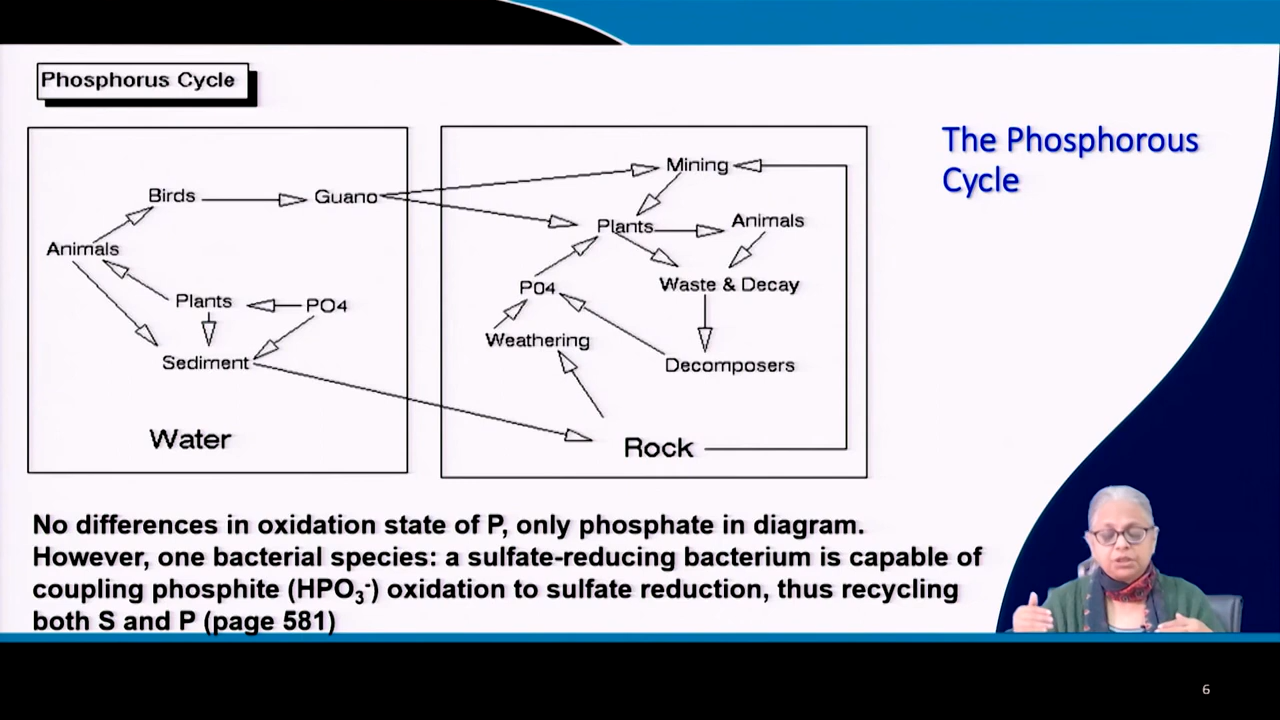 Phosphorus Cycle
The Phosphorous
Cycle
Birds
Guano
Animals
Plants
PO4
Sediment
Water
Mining
Plants
Animals
PO4
Waste & Decay
Weathering
Decomposers
Rock
No differences in oxidation state of P, only phosphate in diagram.
However, one bacterial species: a sulfate-reducing bacterium is capable of
coupling phosphite (HPO₃⁻) oxidation to sulfate reduction, thus recycling
both S and P (page 581)
6